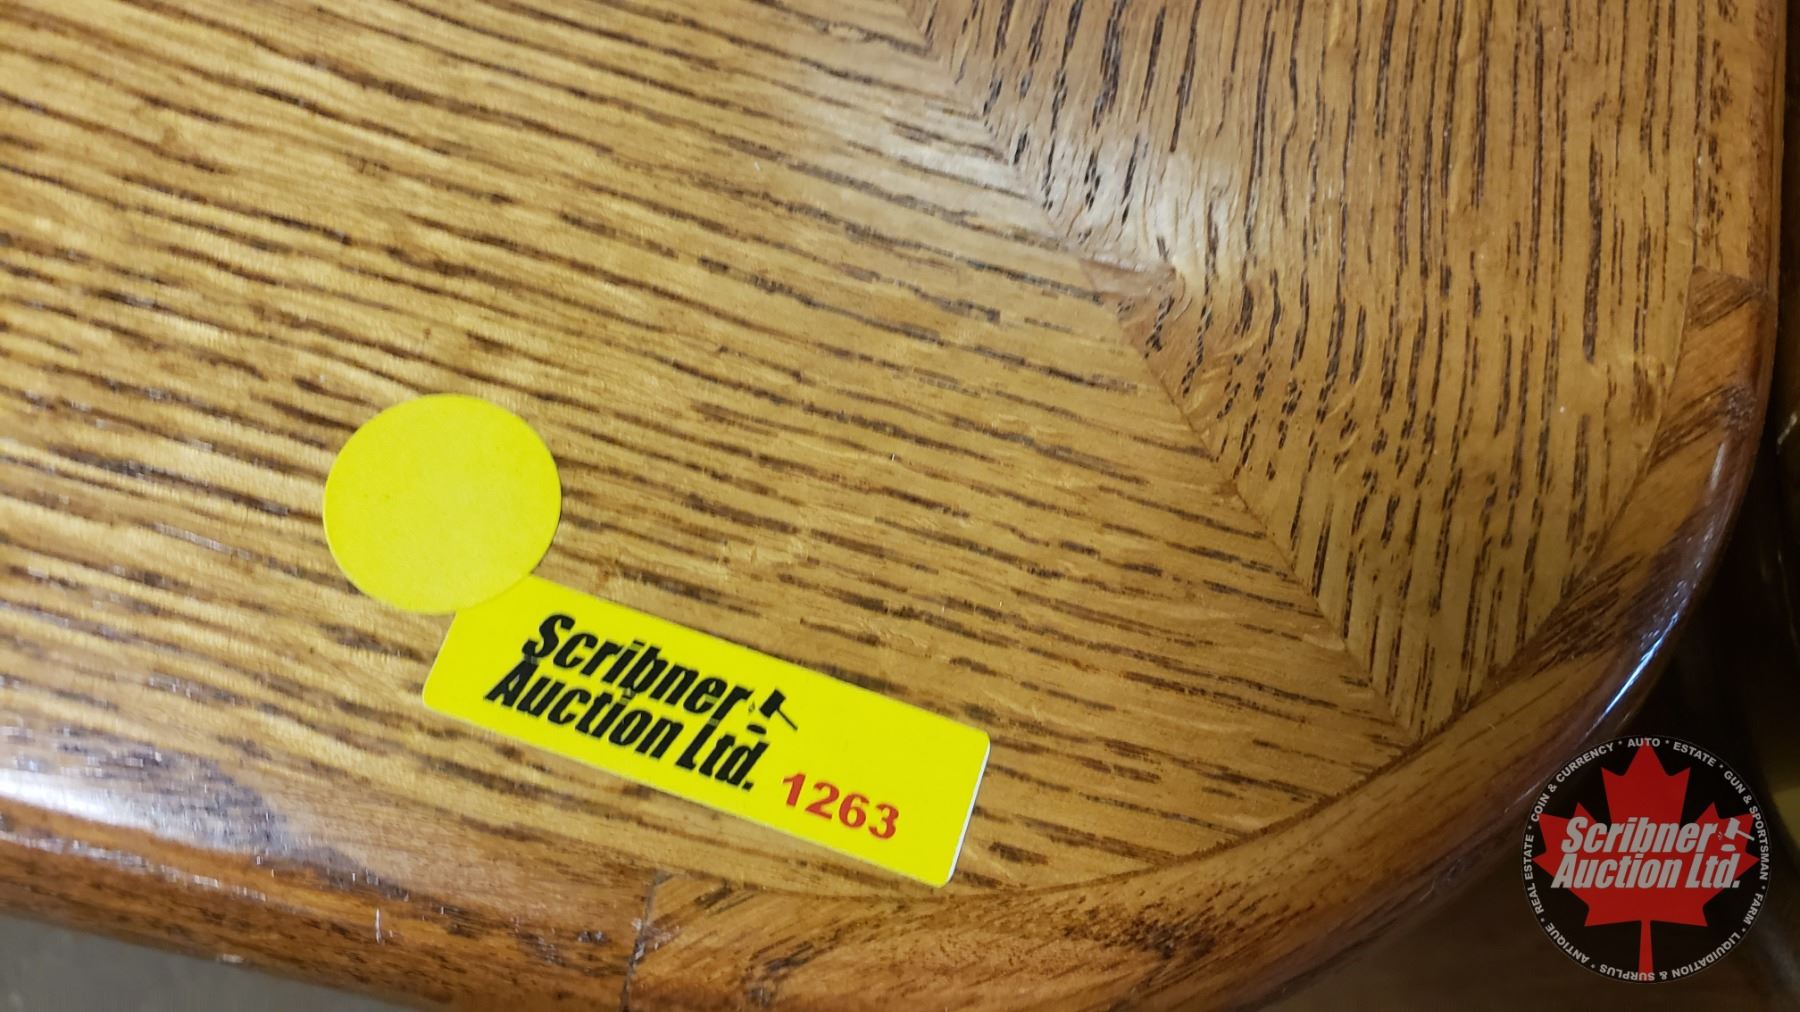 Scribner
Auction Ltd.
1263
COIN & CURRENCY • AUTO • ESTATE • GUN & SPORTSMAN • FARM • LIQUIDATION & SURPLUS • ANTIQUE • REAL ESTATE •
Scribner
Auction Ltd.